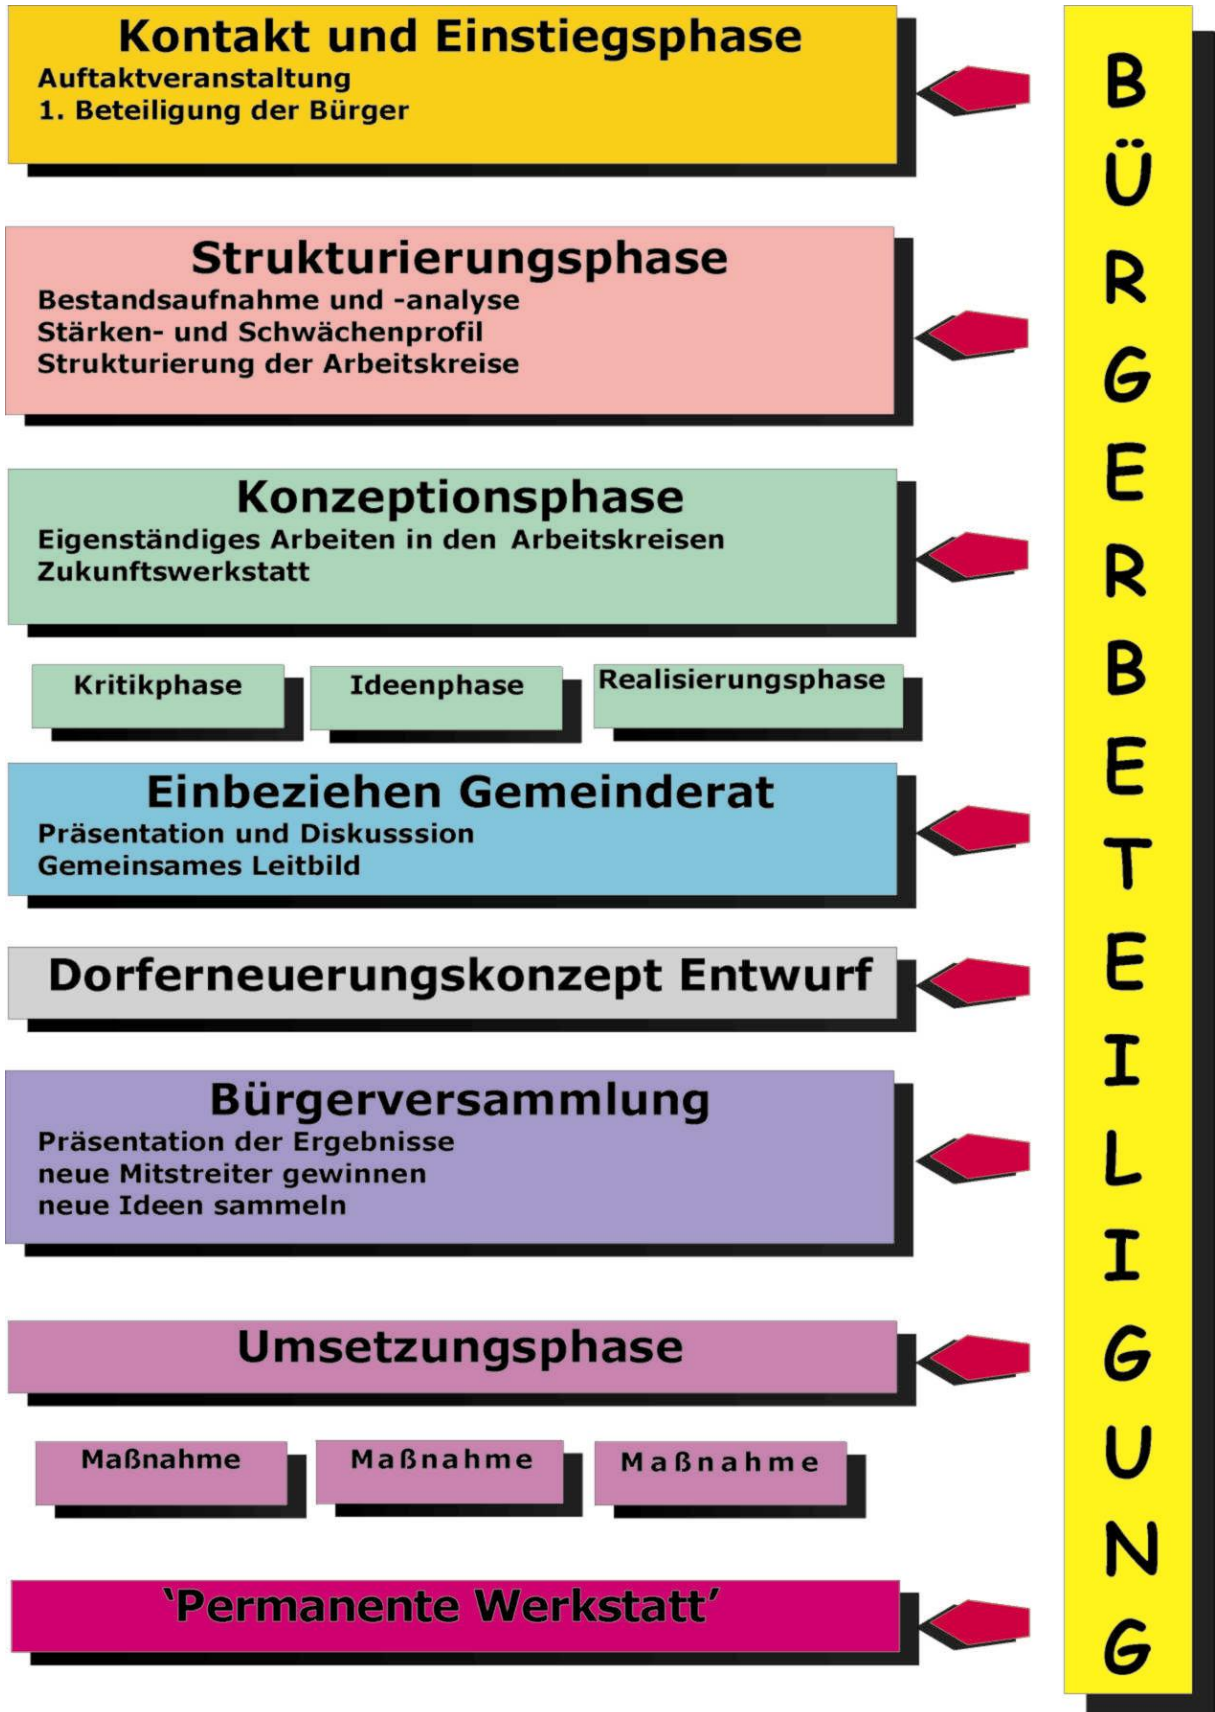 Kontakt und Einstiegsphase
Auftaktveranstaltung
1. Beteiligung der Bürger
Strukturierungsphase
Bestandsaufnahme und -analyse
Stärken- und Schwächenprofil
Strukturierung der Arbeitskreise
Konzeptionsphase
Eigenständiges Arbeiten in den Arbeitskreisen
Zukunftswerkstatt
Kritikphase
Ideenphase
Realisierungsphase
Einbeziehen Gemeinderat
Präsentation und Diskusssion
Gemeinsames Leitbild
Dorferneuerungskonzept Entwurf
Bürgerversammlung
Präsentation der Ergebnisse
neue Mitstreiter gewinnen
neue Ideen sammeln
Umsetzungsphase
Maßnahme
Maßnahme
Maßnahme
‘Permanente Werkstatt’
BÜRGERBETEILIGUNG